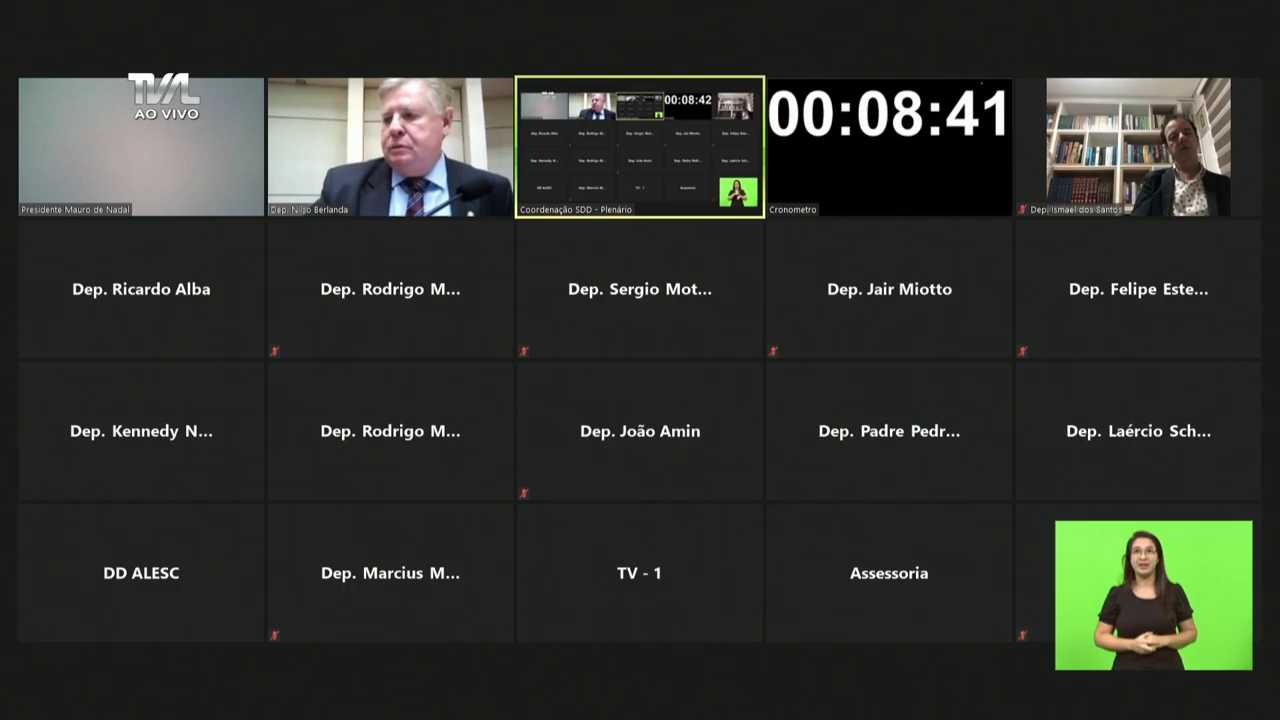 TVAL
AO VIVO
Presidente Mauro de Nadal
Dep. Nilso Berlanda
00:08:42
Coordenação SDD - Plenário
00:08:41
Cronometro
Dep. Ismael dos Santos
Dep. Ricardo Alba
Dep. Rodrigo M...
Dep. Sergio Mot...
Dep. Jair Miotto
Dep. Felipe Este...
Dep. Kennedy N...
Dep. Rodrigo M...
Dep. João Amin
Dep. Padre Pedr...
Dep. Laércio Sch...
DD ALESC
Dep. Marcius M...
TV - 1
Assessoria